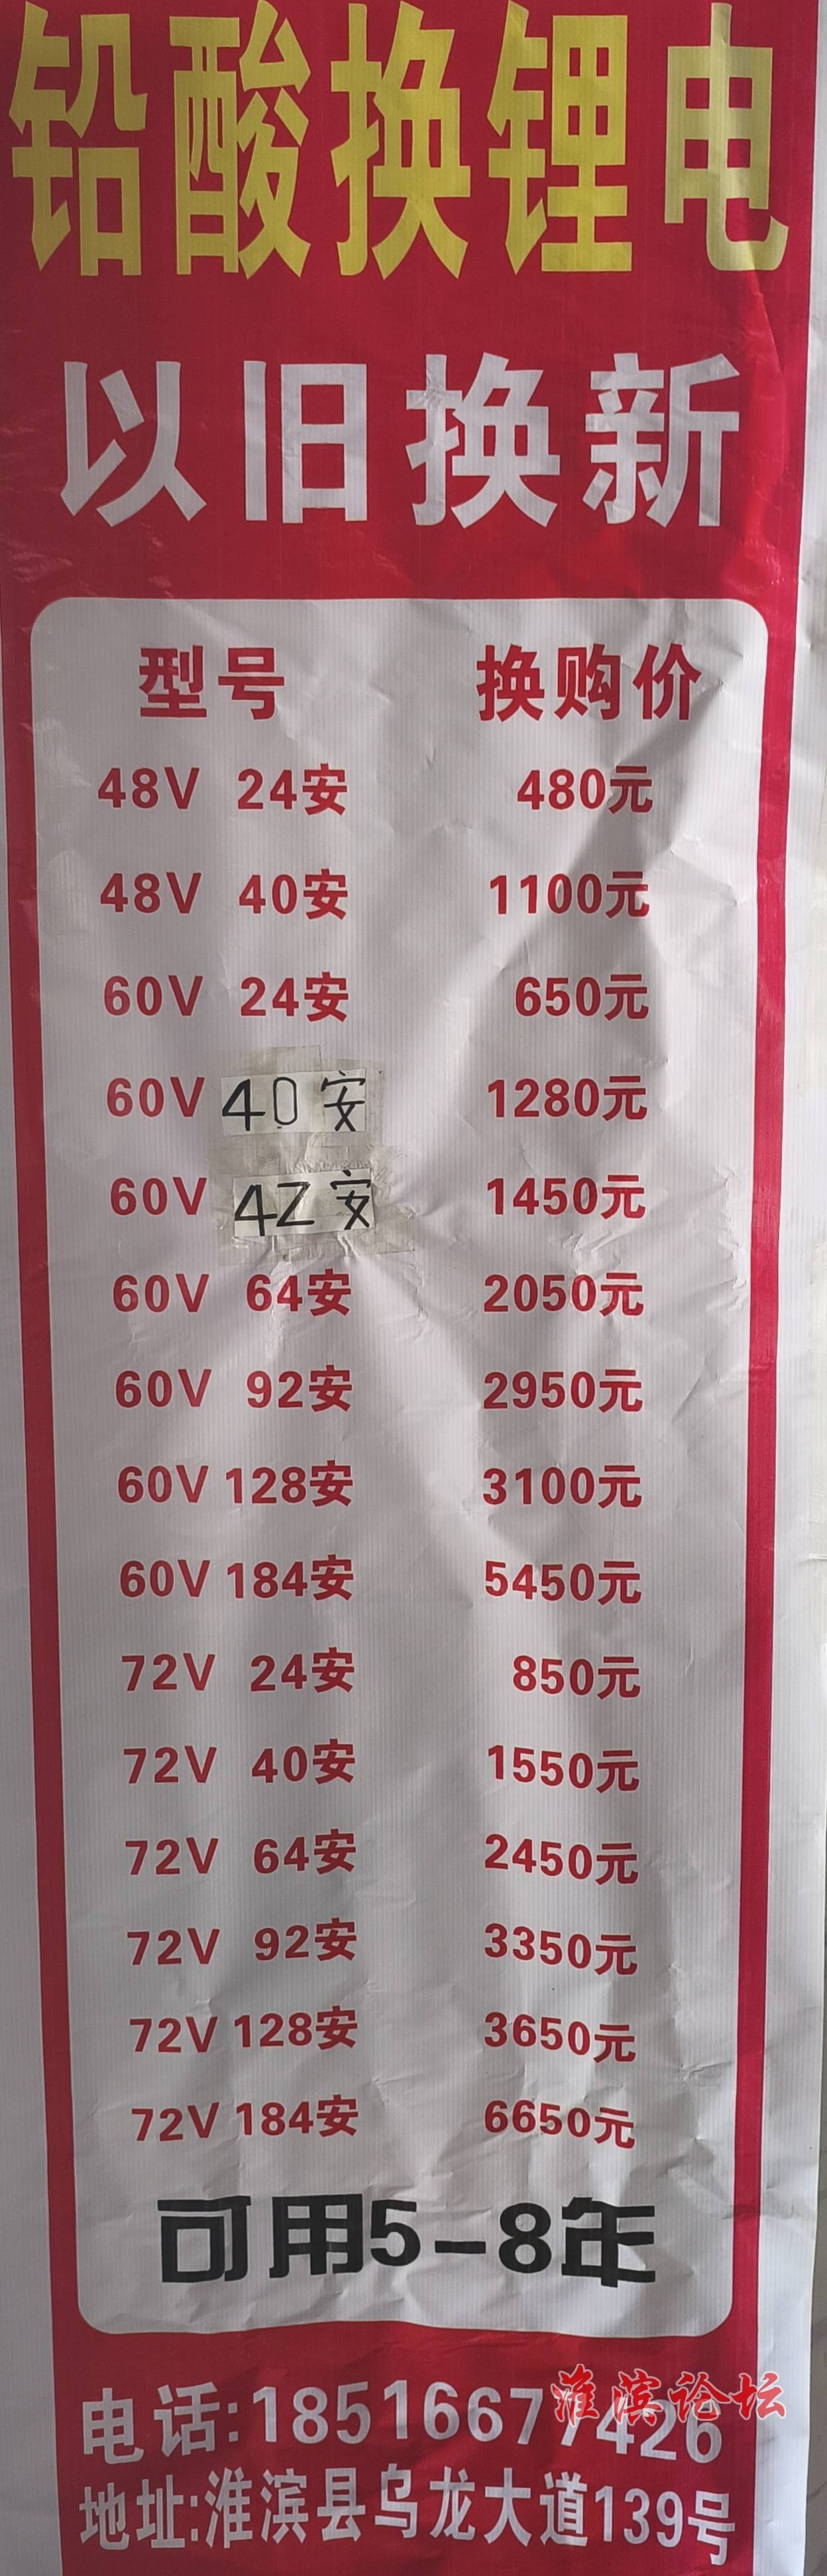 铅酸换锂电
以旧换新
型号 换购价
48V 24安 480元
48V 40安 1100元
60V 24安 650元
60V 40安 1280元
60V 42安 1450元
60V 64安 2050元
60V 92安 2950元
60V 128安 3100元
60V 184安 5450元
72V 24安 850元
72V 40安 1550元
72V 64安 2450元
72V 92安 3350元
72V 128安 3650元
72V 184安 6650元
可用5-8年
淮滨论坛
电话:18516677426
地址:淮滨县乌龙大道139号